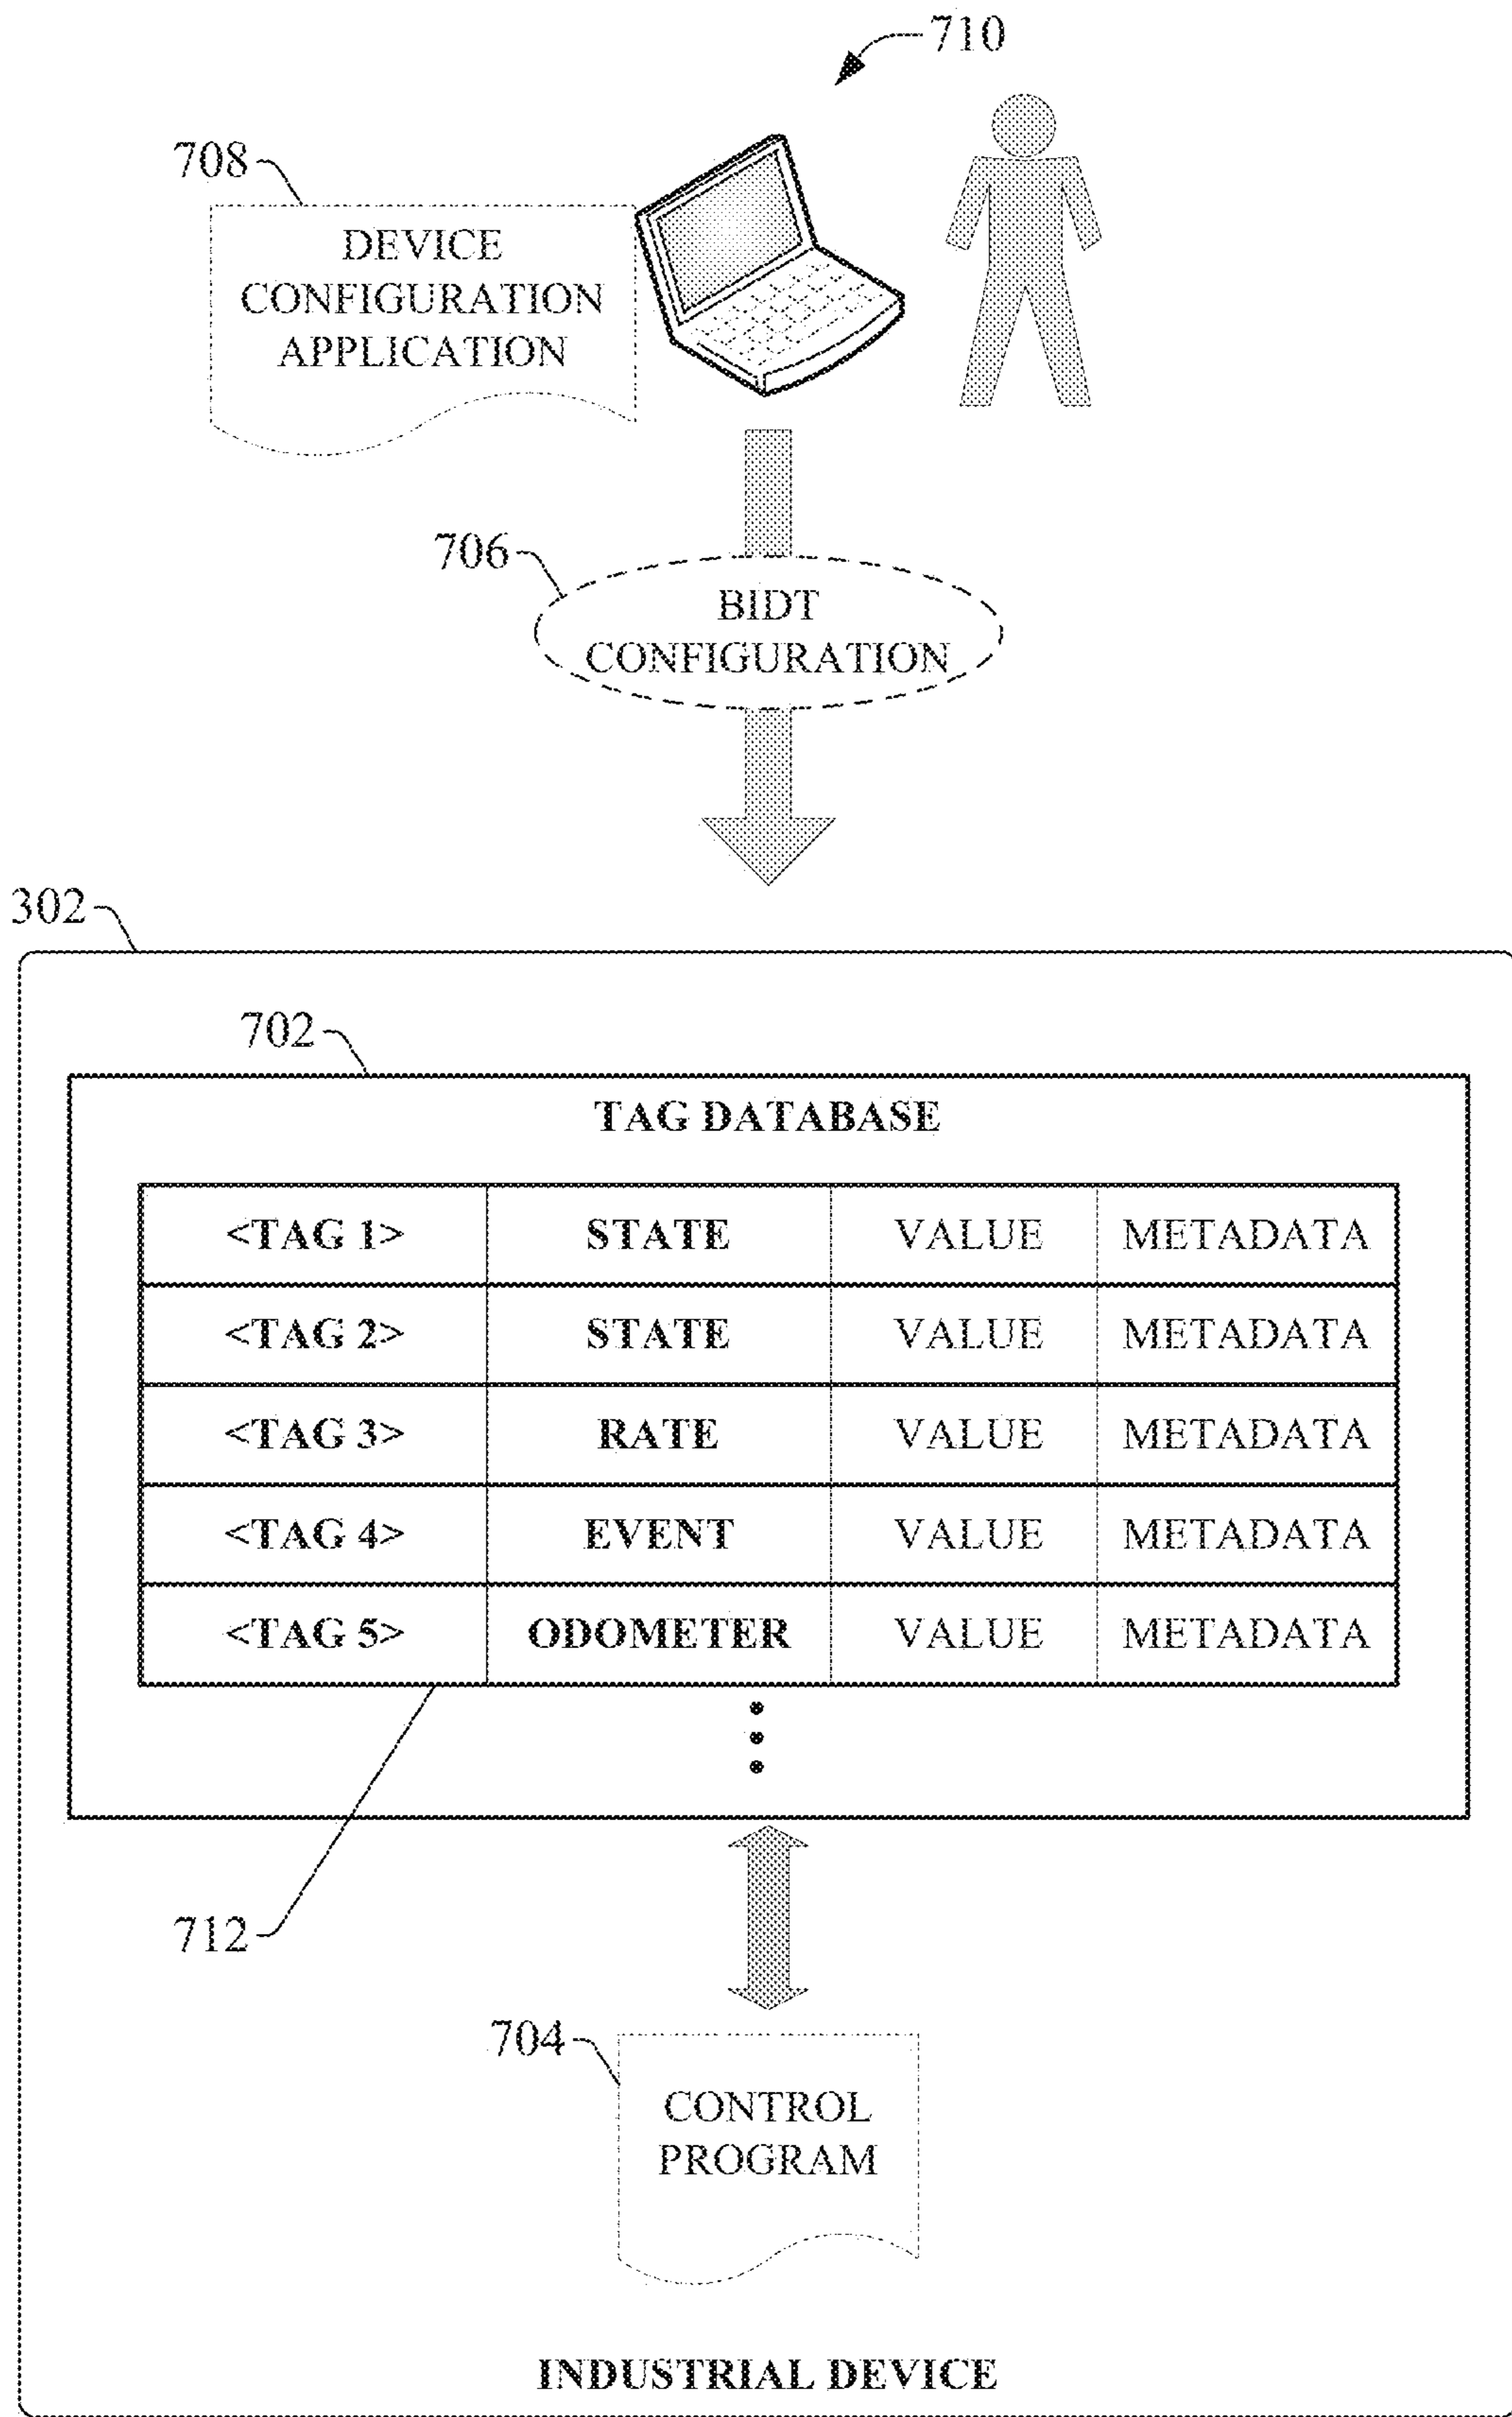 710
708
DEVICE
CONFIGURATION
APPLICATION
706
BIDT
CONFIGURATION
302
702
TAG DATABASE
<TAG 1> STATE VALUE METADATA
<TAG 2> STATE VALUE METADATA
<TAG 3> RATE VALUE METADATA
<TAG 4> EVENT VALUE METADATA
<TAG 5> ODOMETER VALUE METADATA
712
704
CONTROL
PROGRAM
INDUSTRIAL DEVICE